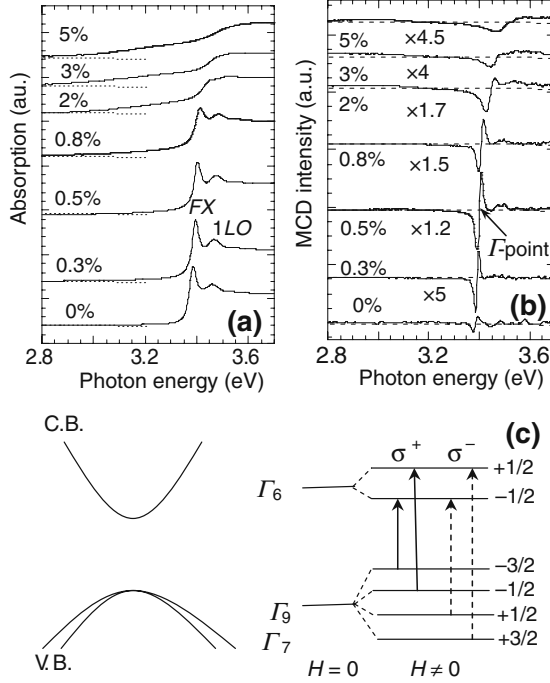 (a)
Absorption (au.)
5%
3%
2%
0.8%
0.5%
FX
1LO
0.3%
0%
2.8 3.2 3.6
Photon energy (eV)
(b)
MCD intensity (a.u.)
5% ×4.5
3% ×4
2% ×1.7
0.8% ×1.5
0.5% ×1.2
Γ-point
0.3%
×5
0%
2.8 3.2 3.6
Photon energy (eV)
C.B.
V.B.
(c)
σ+ σ−
Γ6
+1/2
−1/2
−3/2
−1/2
Γ9
+1/2
Γ7
+3/2
H = 0 H ≠ 0